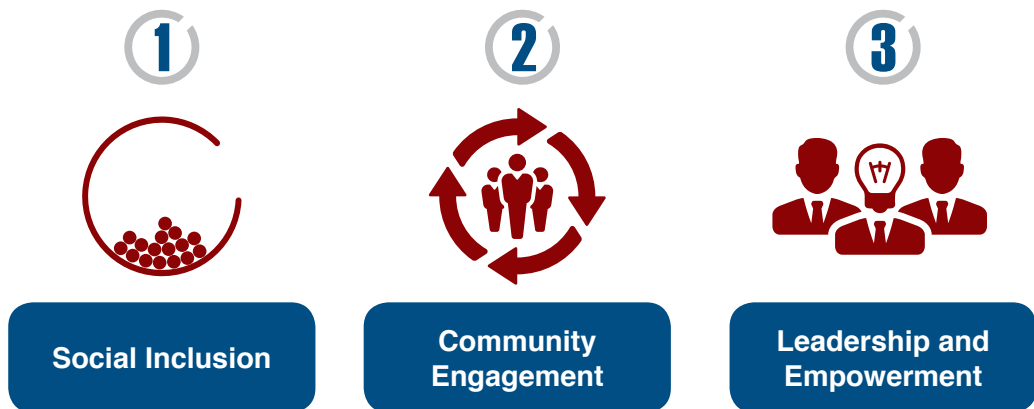 1
2
3
Social Inclusion
Community
Engagement
Leadership and
Empowerment